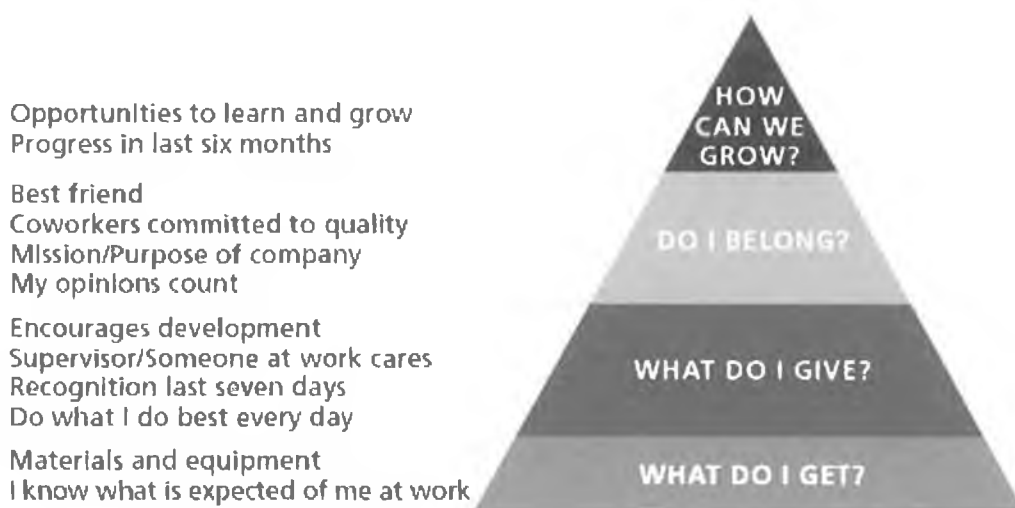 Opportunities to learn and grow
Progress in last six months
Best friend
Coworkers committed to quality
Mission/Purpose of company
My opinions count
Encourages development
Supervisor/Someone at work cares
Recognition last seven days
Do what I do best every day
Materials and equipment
I know what is expected of me at work
HOW
CAN WE
GROW?
DO I BELONG?
WHAT DO I GIVE?
WHAT DO I GET?